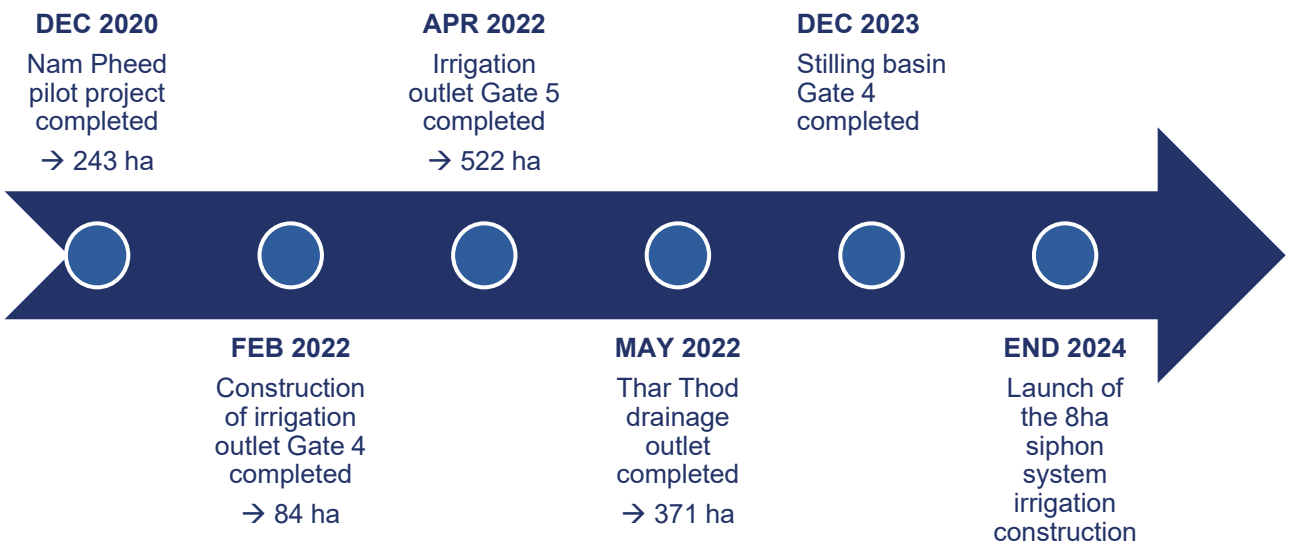 DEC 2020
Nam Pheed
pilot project
completed
→ 243 ha
FEB 2022
Construction
of irrigation
outlet Gate 4
completed
→ 84 ha
APR 2022
Irrigation
outlet Gate 5
completed
→ 522 ha
MAY 2022
Thar Thod
drainage
outlet
completed
→ 371 ha
DEC 2023
Stilling basin
Gate 4
completed
END 2024
Launch of
the 8ha
siphon
system
irrigation
construction